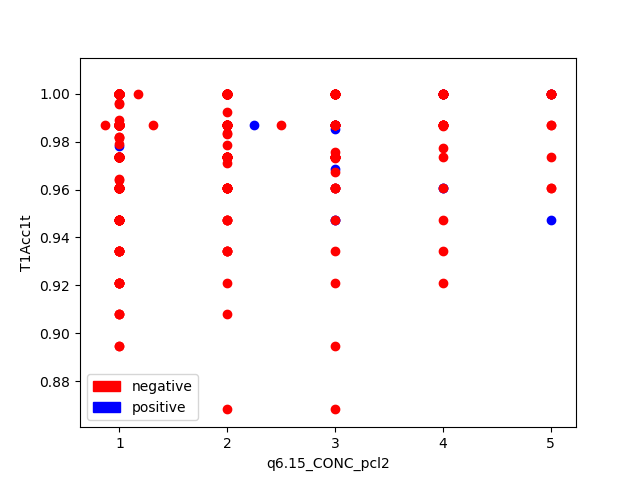 1.00
0.98
0.96
0.94
0.92
0.90
0.88
T1Acc1t
negative
positive
1 2 3 4 5
q6.15_CONC_pcl2